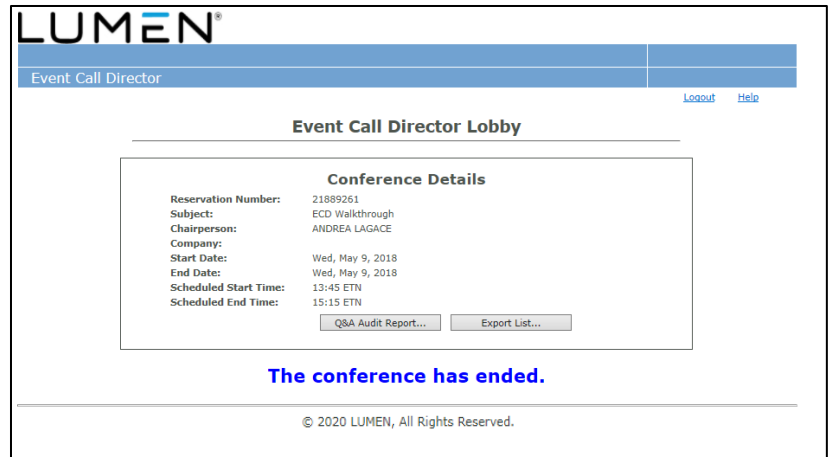 LUMEN®
Event Call Director
Logout Help
Event Call Director Lobby
Conference Details
Reservation Number: 21889261
Subject: ECD Walkthrough
Chairperson: ANDREA LAGACE
Company:
Start Date: Wed, May 9, 2018
End Date: Wed, May 9, 2018
Scheduled Start Time: 13:45 ETN
Scheduled End Time: 15:15 ETN
Q&A Audit Report... Export List...
The conference has ended.
© 2020 LUMEN, All Rights Reserved.